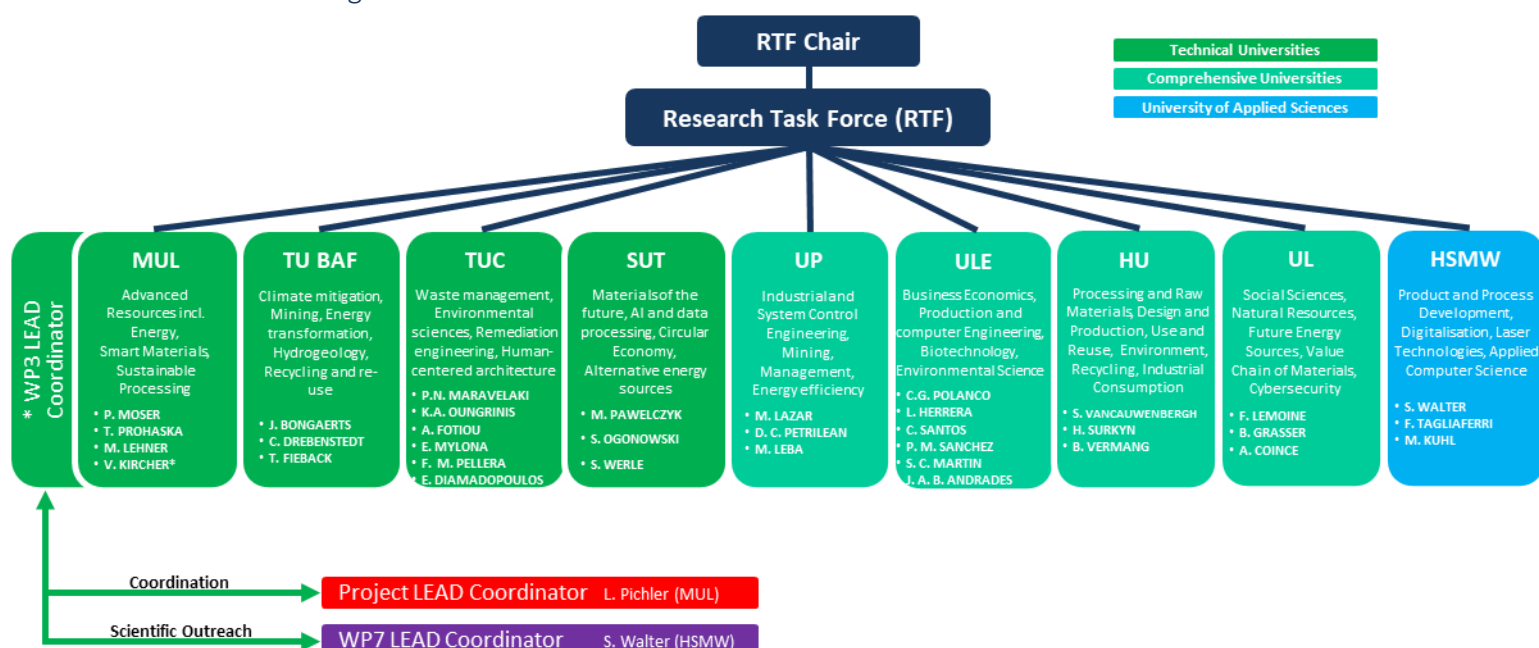 RTF Chair
Research Task Force (RTF)
Technical Universities
Comprehensive Universities
University of Applied Sciences
* WP3 LEAD
Coordinator
MUL
Advanced
Resources incl.
Energy,
Smart Materials,
Sustainable
Processing
• P. MOSER
• T. PROHASKA
• M. LEHNER
• V. KIRCHER*
TU BAF
Climate mitigation,
Mining, Energy
transformation,
Hydrogeology,
Recycling and re-
use
• J. BONGAERTS
• C. DREBENSTEDT
• T. FIEBACK
TUC
Waste management,
Environmental
sciences, Remediation
engineering, Human-
centered architecture
• P.N. MARAVELAKI
• K.A. OUNGRINIS
• A. FOTIOU
• E. MYLONA
• F. M. PELLERA
• E. DIAMADOPOULOS
SUT
Materials of the
future, AI and data
processing, Circular
Economy,
Alternative energy
sources
• M. PAWELCZYK
• S. OGONOWSKI
• S. WERLE
UP
Industrial and
System Control
Engineering,
Mining,
Management,
Energy efficiency
• M. LAZAR
• D. C. PETRILEAN
• M. LEBA
ULE
Business Economics,
Production and
computer Engineering,
Biotechnology,
Environmental Science
• C.G. POLANCO
• L. HERRERA
• C. SANTOS
• P. M. SANCHEZ
• S. C. MARTIN
• J. A. B. ANDRADES
HU
Processing and Raw
Materials, Design and
Production, Use and
Reuse, Environment,
Recycling, Industrial
Consumption
• S. VANCAUWENBERGH
• H. SURKYN
• B. VERMANG
UL
Social Sciences,
Natural Resources,
Future Energy
Sources, Value
Chain of Materials,
Cybersecurity
• F. LEMOINE
• B. GRASSER
• A. COINCE
HSMW
Product and Process
Development,
Digitalisation, Laser
Technologies, Applied
Computer Science
• S. WALTER
• F. TAGLIAFERRI
• M. KUHL
Coordination
Project LEAD Coordinator L. Pichler (MUL)
Scientific Outreach
WP7 LEAD Coordinator S. Walter (HSMW)